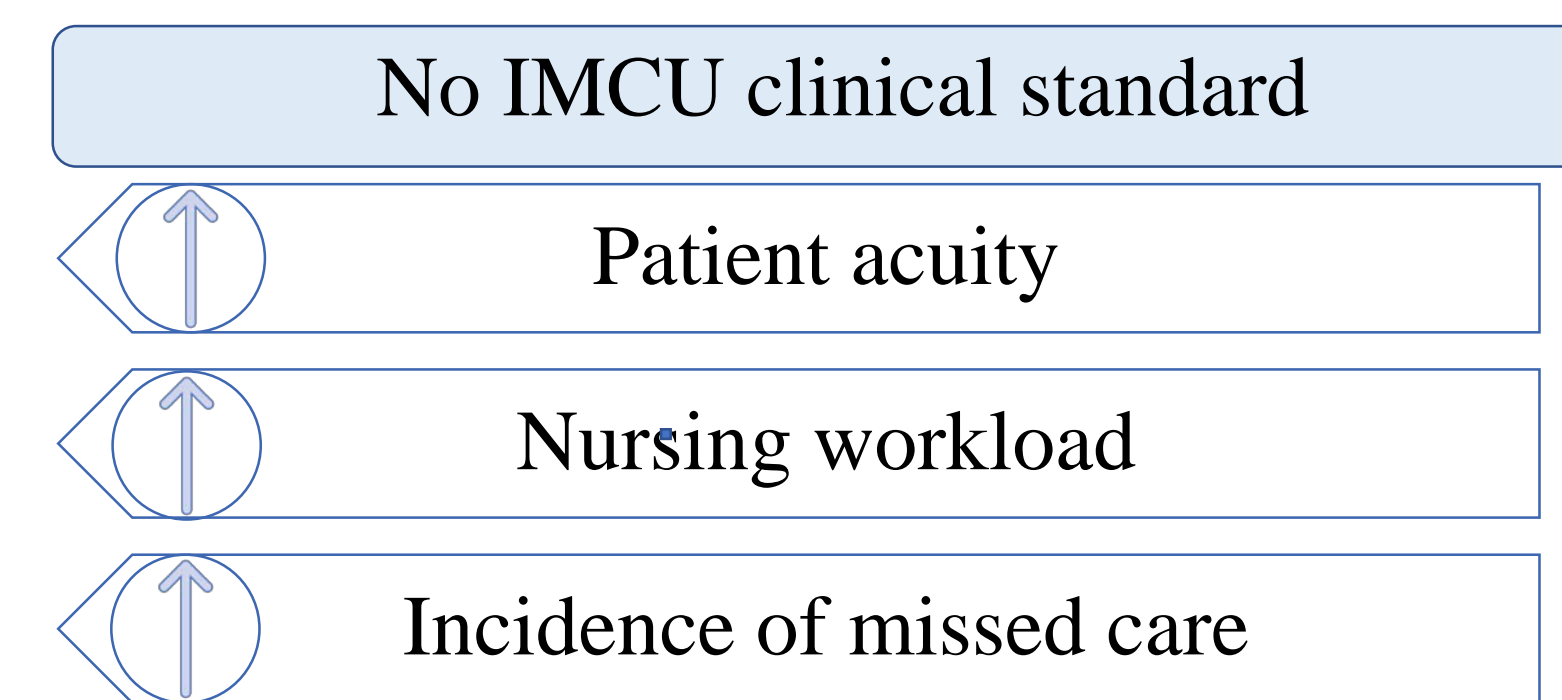 No IMCU clinical standard
Patient acuity
Nursing workload
Incidence of missed care